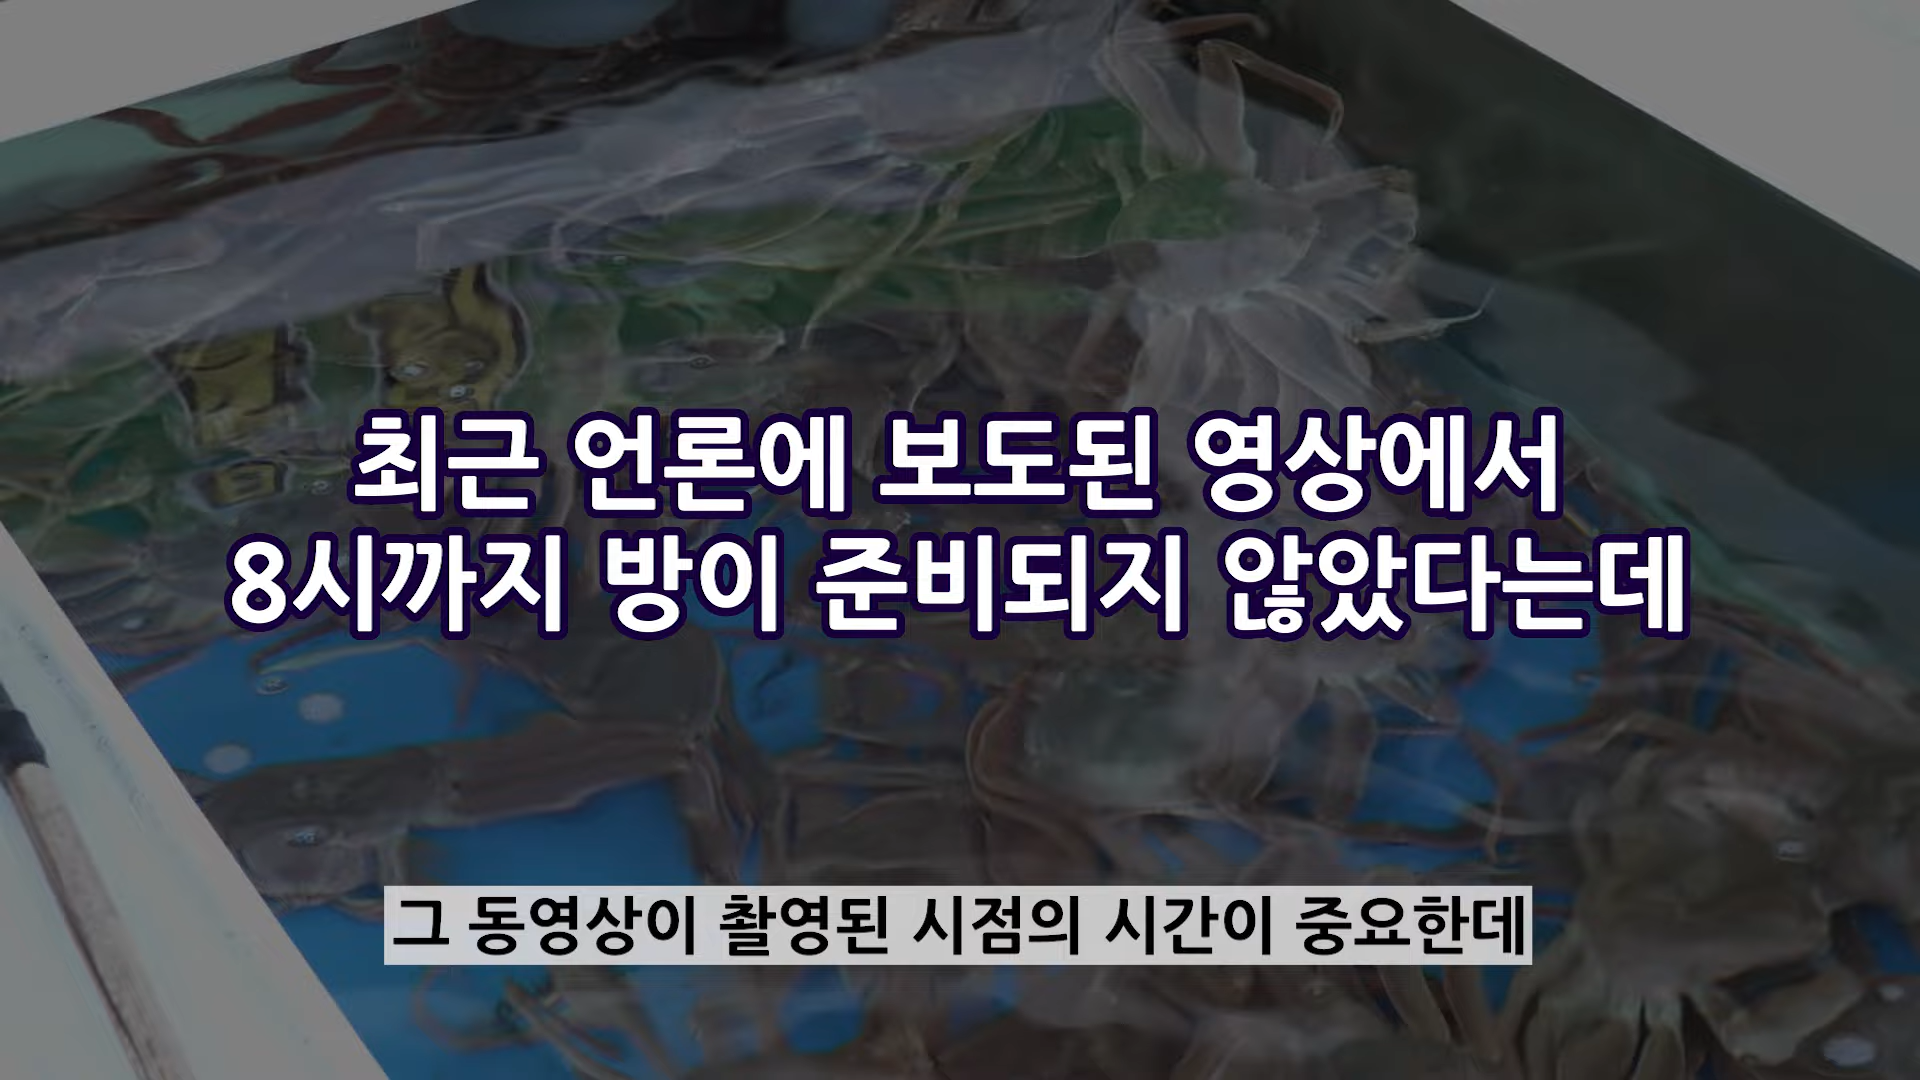 최근 언론에 보도된 영상에서
8시까지 방이 준비되지 않았다는데
그 동영상이 촬영된 시점의 시간이 중요한데